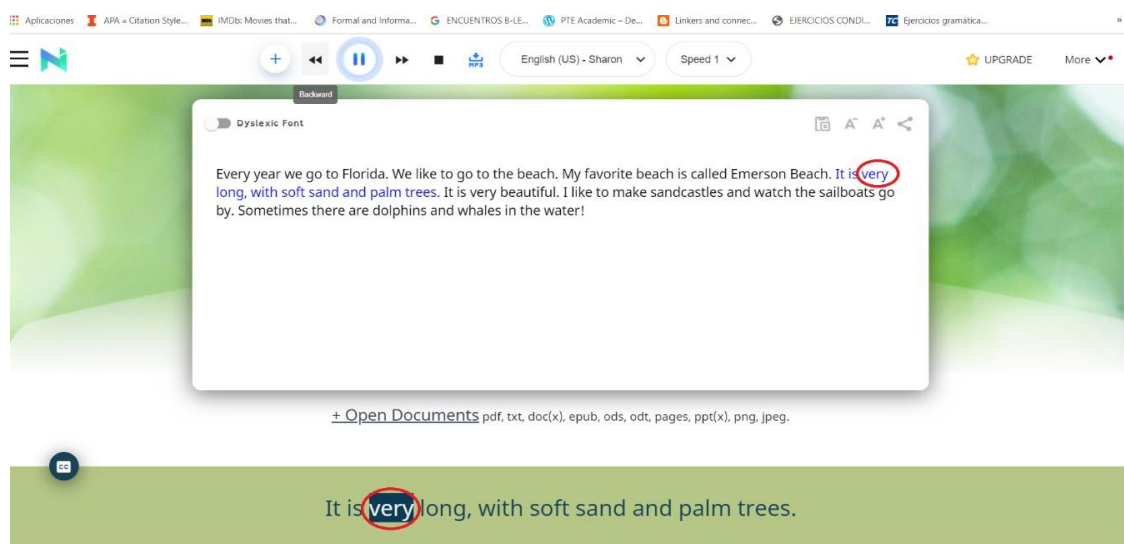 Aplicaciones APA « Citation Style... IMDb: Movies that... Formal and Informa... G ENCUENTROS B-LE... PTE Academic – De... Linkers and connec... EJERCICIOS CONDI... TG Ejercicios gramática... »
+ MP3 English (US) - Sharon Speed 1 UPGRADE More
Backward
Dyslexic Font A- A+
Every year we go to Florida. We like to go to the beach. My favorite beach is called Emerson Beach. It is very
long, with soft sand and palm trees. It is very beautiful. I like to make sandcastles and watch the sailboats go
by. Sometimes there are dolphins and whales in the water!
+ Open Documents pdf, txt, doc(x), epub, ods, odt, pages, ppt(x), png, jpeg.
CC
It is very long, with soft sand and palm trees.